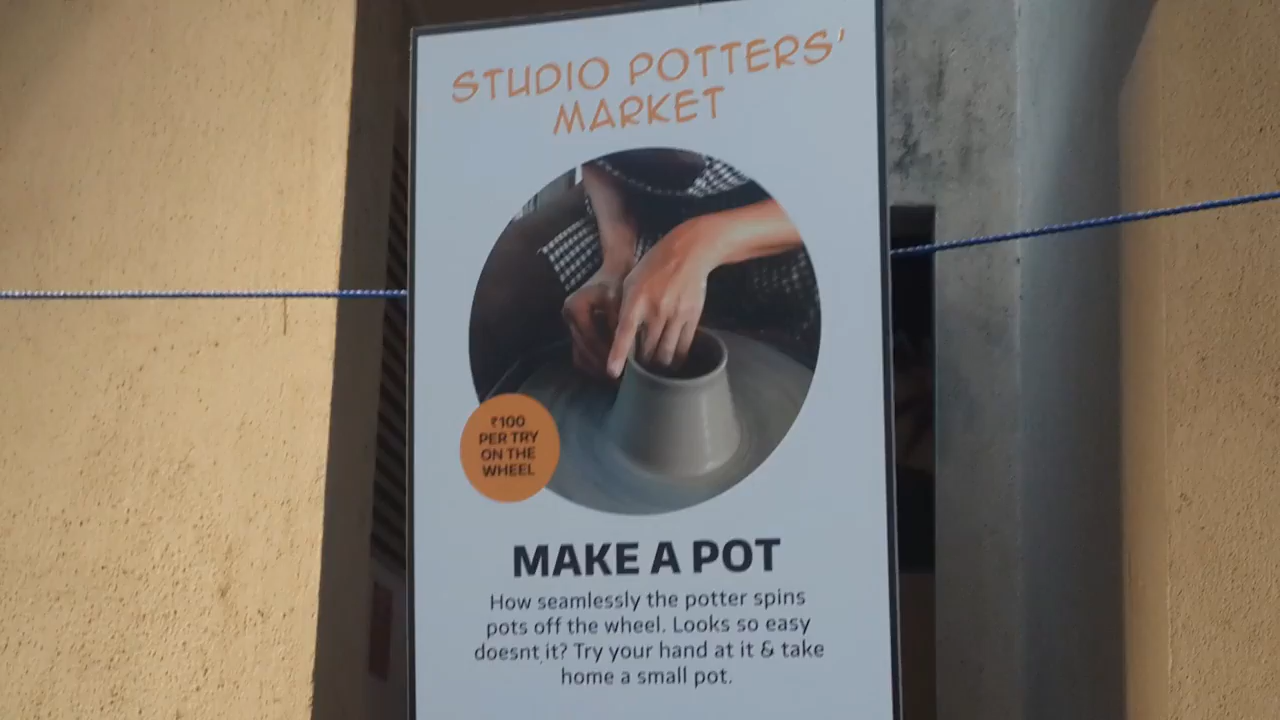 STUDIO POTTERS'
MARKET
₹100
PER TRY
ON THE
WHEEL
MAKE A POT
How seamlessly the potter spins
pots off the wheel. Looks so easy
doesnt it? Try your hand at it & take
home a small pot.